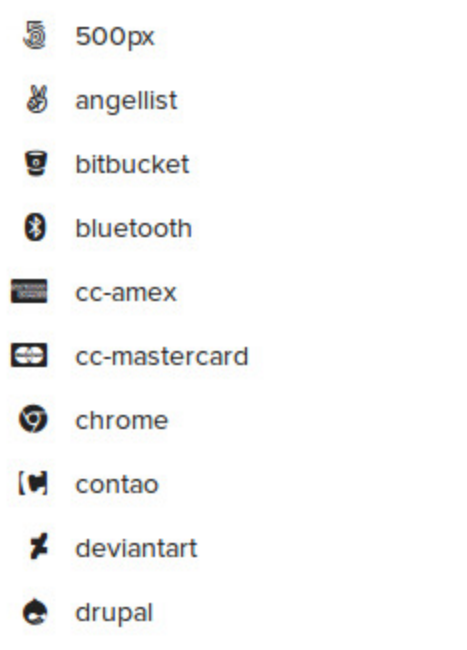 500px
angellist
bitbucket
bluetooth
cc-amex
cc-mastercard
chrome
contao
deviantart
drupal